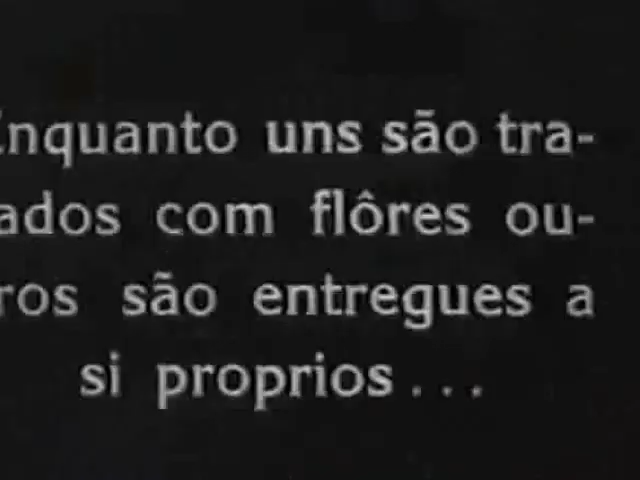 Enquanto uns são tra-
ados com flôres ou-
ros são entregues a
si proprios...